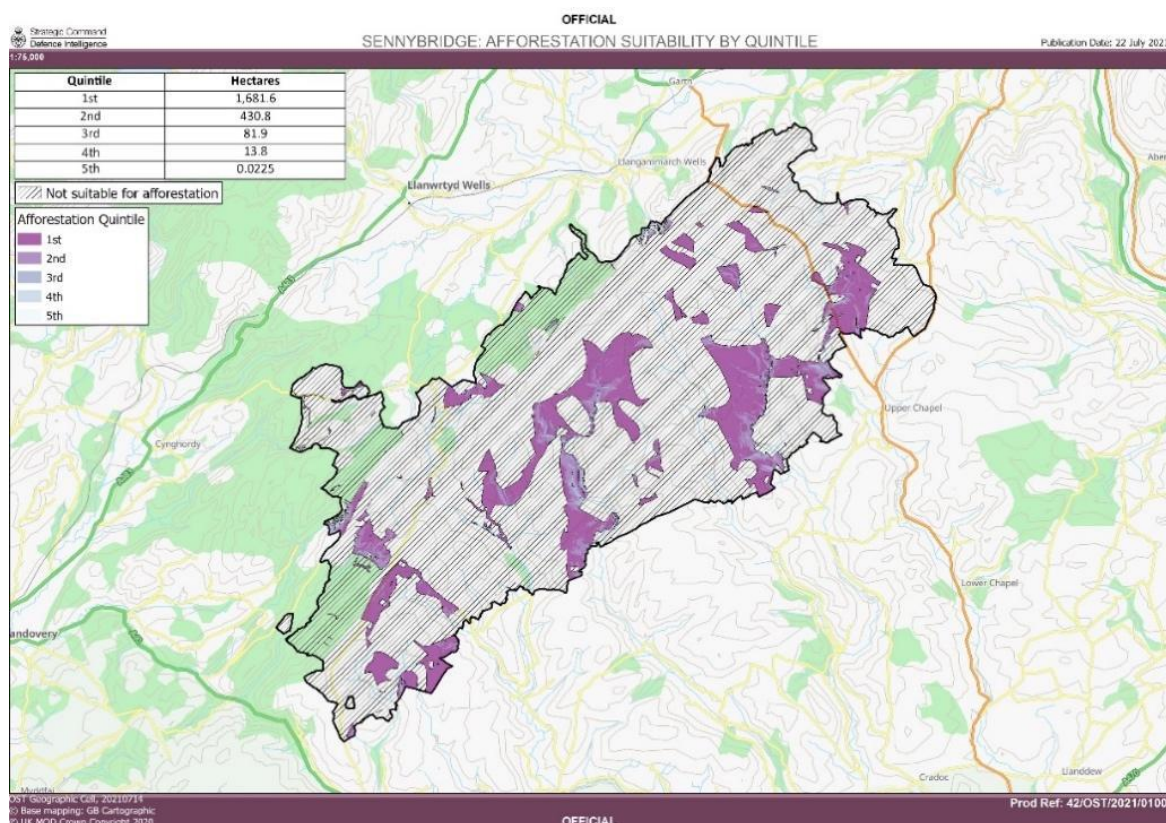 OFFICIAL
Strategic Command
Defence Intelligence
SENNYBRIDGE: AFFORESTATION SUITABILITY BY QUINTILE
Publication Date: 22 July 202
1:75,000
Quintile Hectares
1st 1,681.6
2nd 430.8
3rd 81.9
4th 13.8
5th 0.0225
Not suitable for afforestation
Afforestation Quintile
1st
2nd
3rd
4th
5th
Garth
Llangammarch Wells
Aber
Llanwrtyd Wells
Upper Chapel
Cynghordy
Lower Chapel
andovery
Cradoc
Llanddew
Myddfai
OST Geographic Cell, 20210714
© Base mapping: GB Cartographic
© UK MOD Crown Copyright 2020
Prod Ref: 42/OST/2021/0100
OFFICIAL